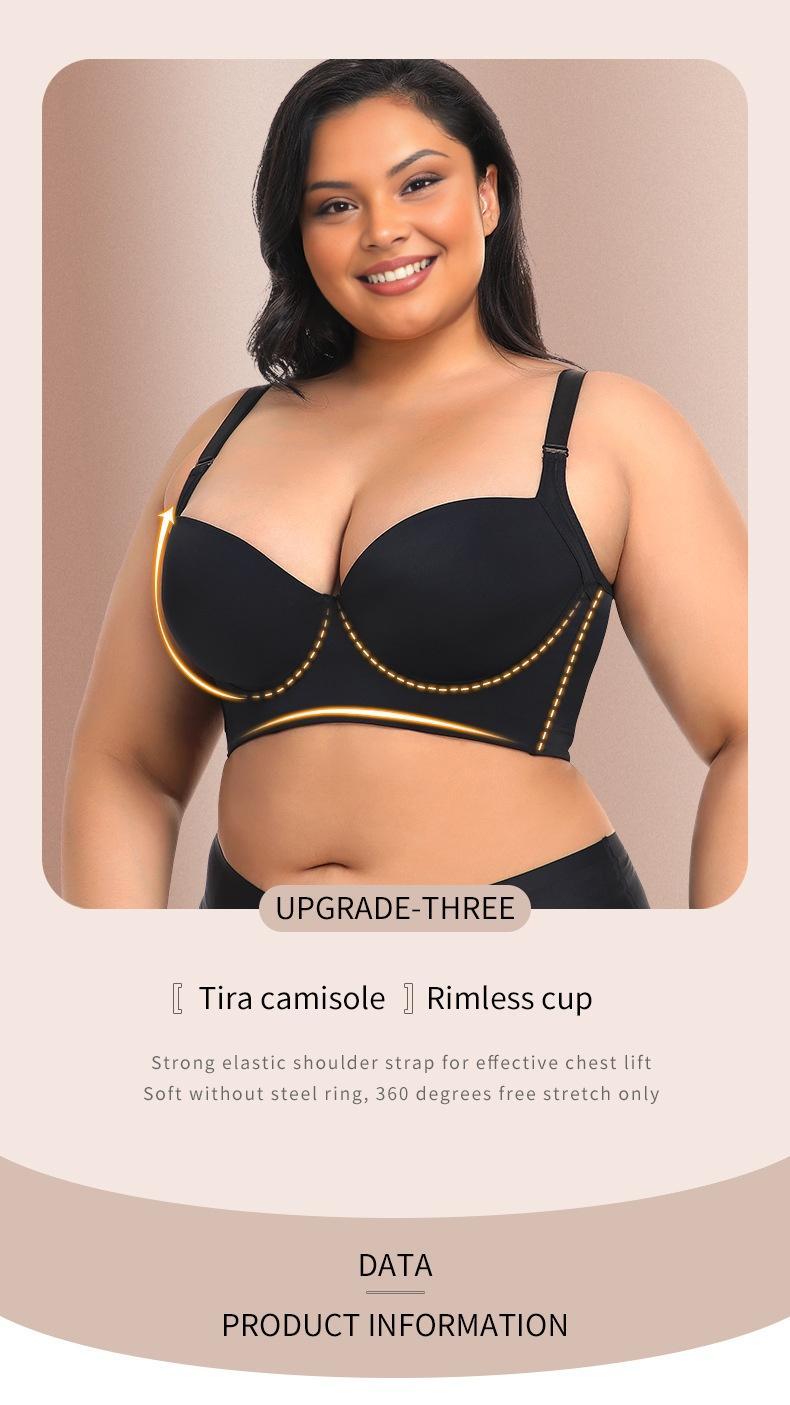 UPGRADE-THREE
〖 Tira camisole 〗 Rimless cup
Strong elastic shoulder strap for effective chest lift
Soft without steel ring, 360 degrees free stretch only
DATA
PRODUCT INFORMATION